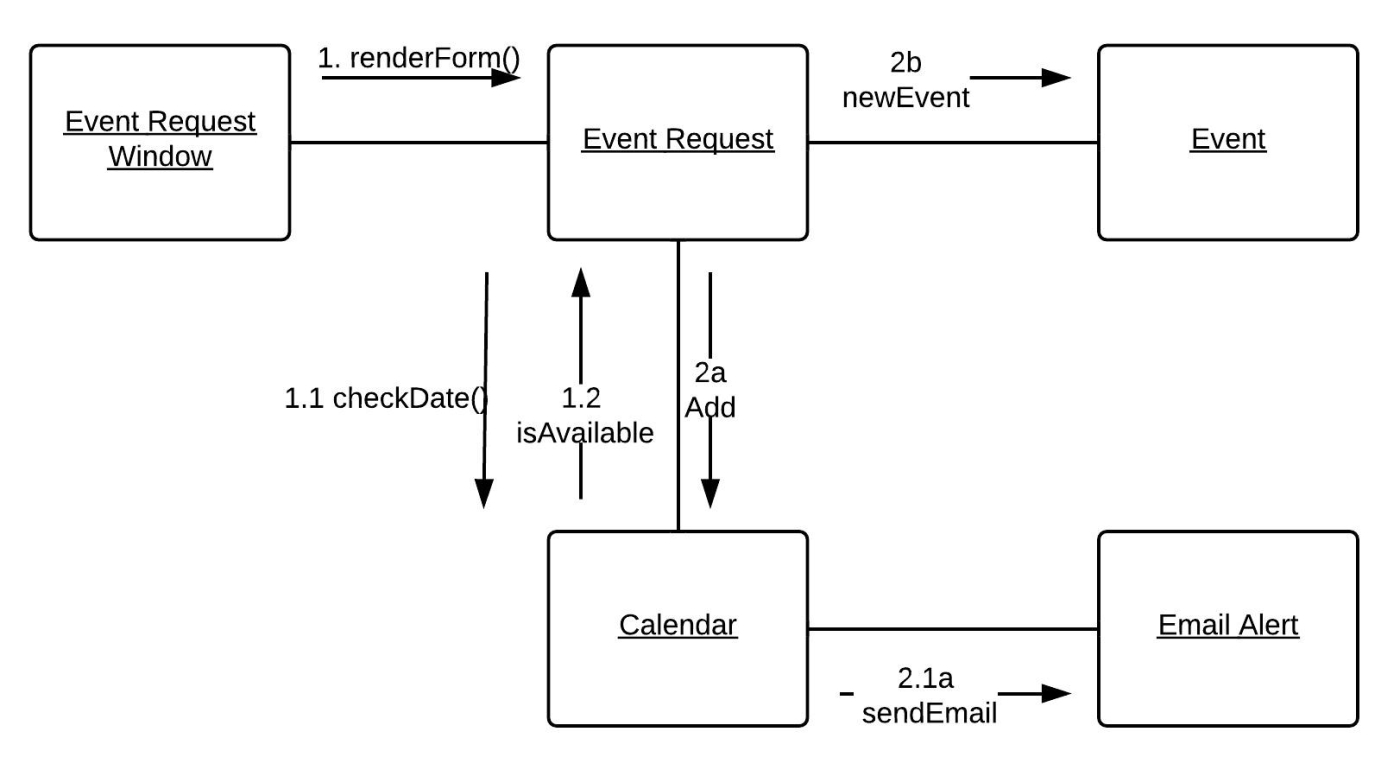 1. renderForm()
2b
newEvent
Event Request
Window
Event Request
Event
1.1 checkDate()
1.2
isAvailable
2a
Add
Calendar
Email Alert
2.1a
sendEmail